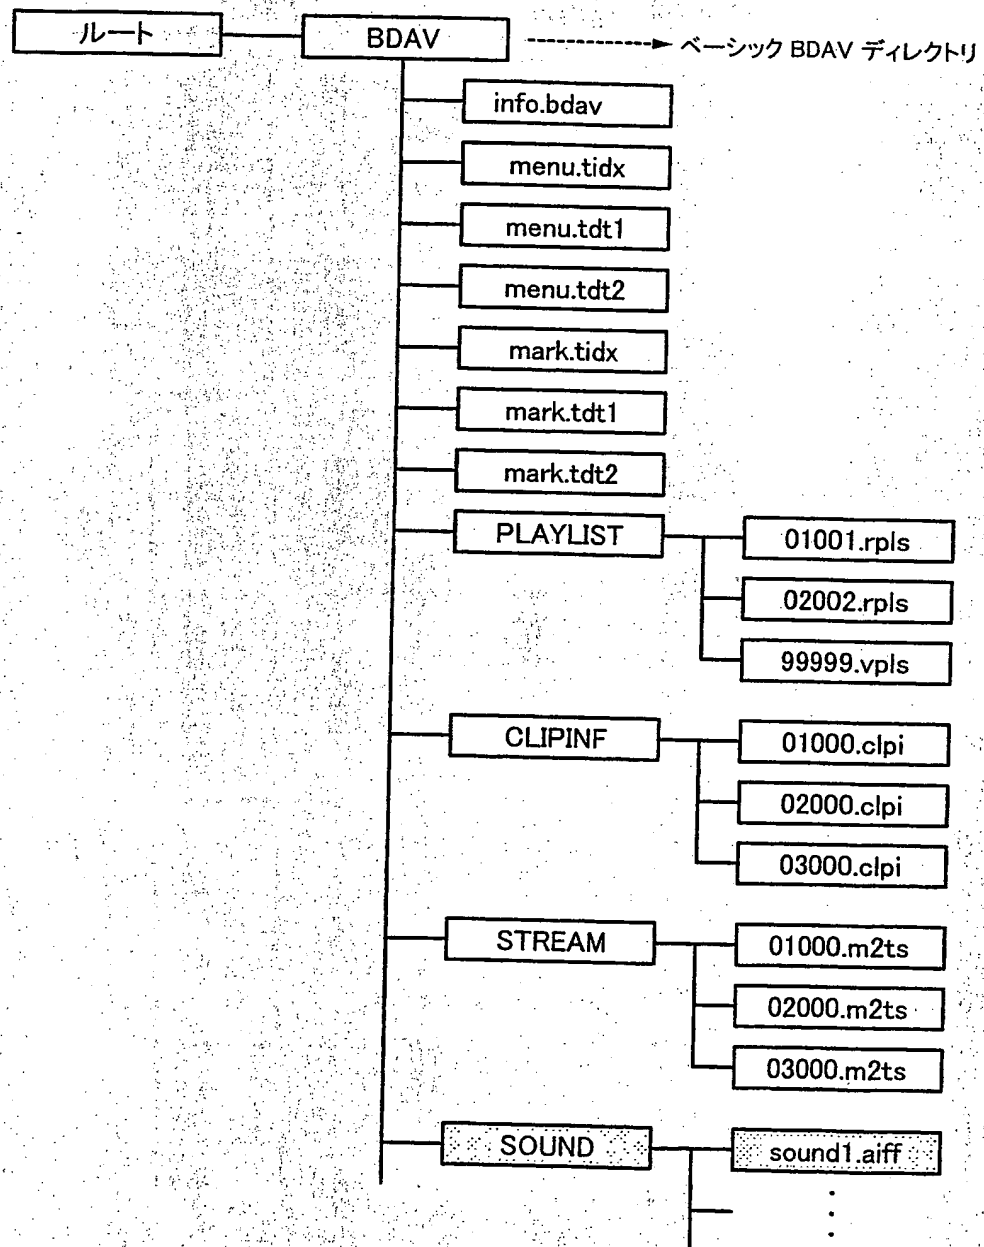 ルート
BDAV
ベーシック BDAV ディレクトリ
info.bdav
menu.tidx
menu.tdt1
menu.tdt2
mark.tidx
mark.tdt1
mark.tdt2
PLAYLIST
01001.rpls
02002.rpls
99999.vpls
CLIPINF
01000.clpi
02000.clpi
03000.clpi
STREAM
01000.m2ts
02000.m2ts
03000.m2ts
SOUND
sound1.aiff